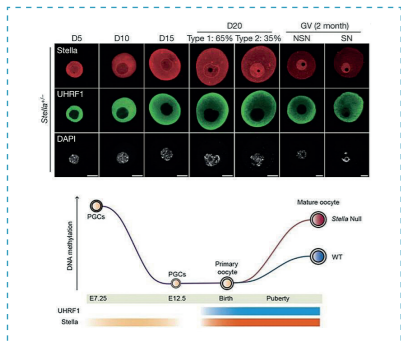 D20 GV (2 month)
D5 D10 D15 Type 1: 65% Type 2: 35% NSN SN
Stella
UHRF1
DAPI
Stella+/–
DNA methylation
PGCs
PGCs
Primary oocyte
Mature oocyte
Stella Null
WT
E7.25 E12.5 Birth Puberty
UHRF1
Stella